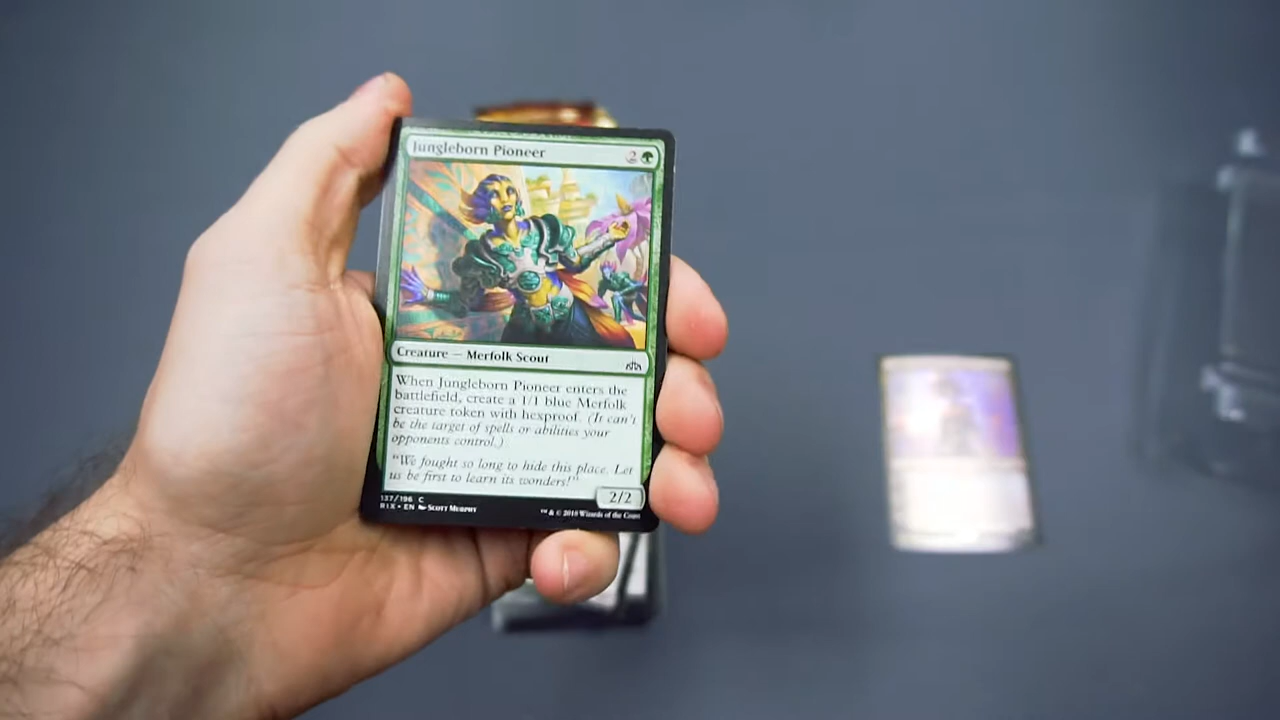 Jungleborn Pioneer
2
Creature — Merfolk Scout
When Jungleborn Pioneer enters the
battlefield, create a 1/1 blue Merfolk
creature token with hexproof. (It can't
be the target of spells or abilities your
opponents control.)
"We fought so long to hide this place. Let
us be first to learn its wonders!"
2/2
137/196 C
RIX • EN Scott Murphy
™ & © 2018 Wizards of the Coast